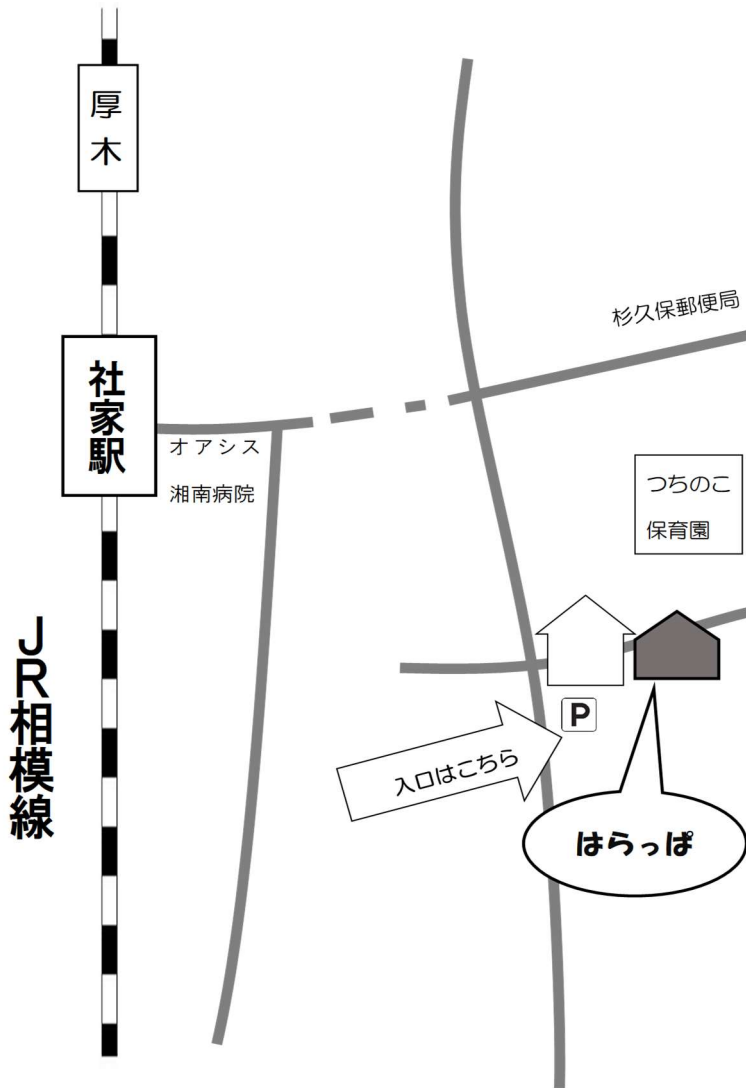 厚木
杉久保郵便局
社家駅
オアシス
湘南病院
つちのこ
保育園
JR相模線
P
入口はこちら
はらっぱ